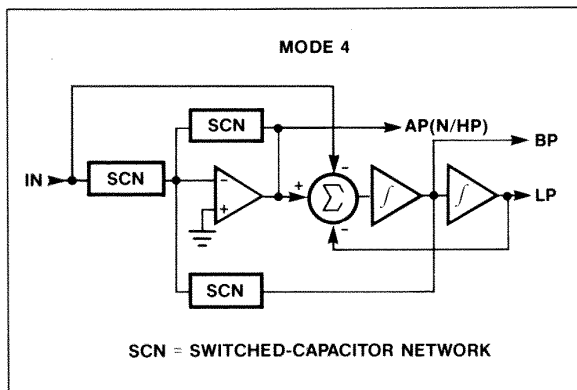 MODE 4
SCN
AP(N/HP)
BP
IN
SCN
−
+
+
−
Σ
−
∫
∫
LP
SCN
SCN = SWITCHED-CAPACITOR NETWORK